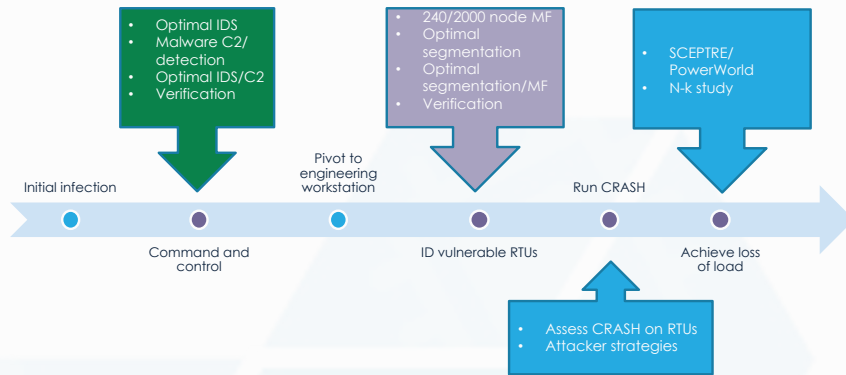 • Optimal IDS
• Malware C2/
detection
• Optimal IDS/C2
• Verification
• 240/2000 node MF
• Optimal
segmentation
• Optimal
segmentation/MF
• Verification
• SCEPTRE/
PowerWorld
• N-k study
Initial infection
Pivot to
engineering
workstation
Run CRASH
Command and
control
ID vulnerable RTUs
Achieve loss
of load
• Assess CRASH on RTUs
• Attacker strategies